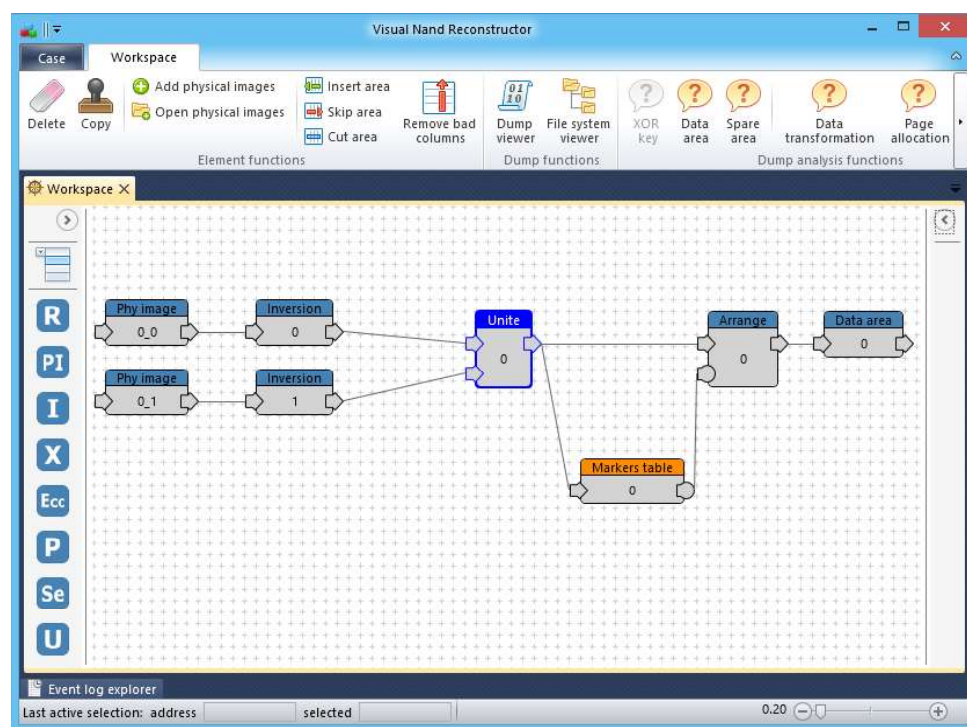 Visual Nand Reconstructor
Case Workspace
Delete
Copy
Add physical images
Open physical images
Insert area
Skip area
Cut area
Remove bad
columns
Element functions
01
10
Dump
viewer
File system
viewer
Dump functions
XOR
key
Data
area
Spare
area
Data
transformation
Page
allocation
Dump analysis functions
Workspace
R
PI
I
X
Ecc
P
Se
U
Phy image
0_0
Inversion
0
Phy image
0_1
Inversion
1
Unite
0
Markers table
0
Arrange
0
Data area
0
Event log explorer
Last active selection: address selected 0.20